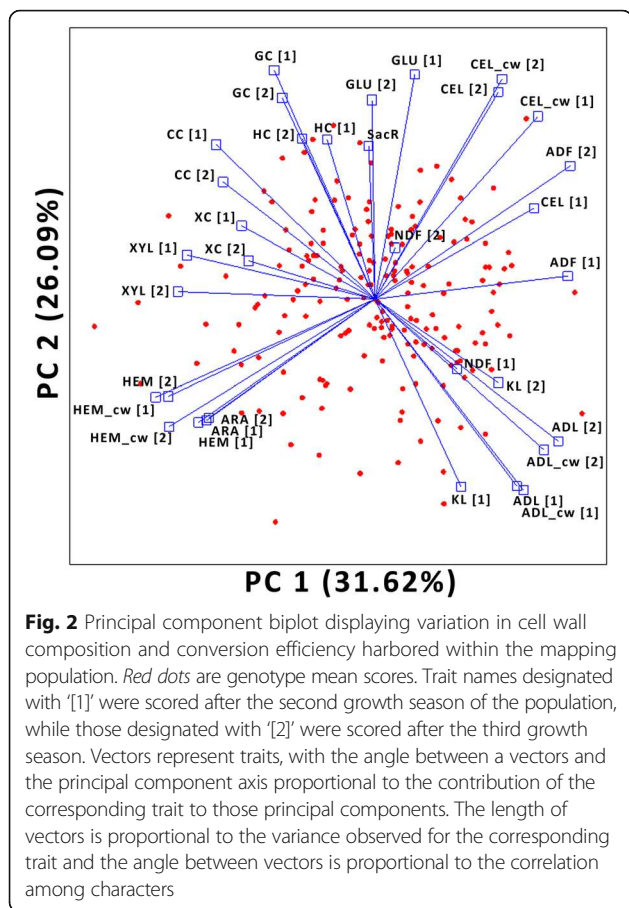 GC [1]
GLU [1]
CEL_cw [2]
GC [2]
GLU [2]
CEL [2]
CEL_cw [1]
CC [1]
HC [2]
HC [1]
SacR
ADF [2]
CC [2]
CEL [1]
XC [1]
NDF [2]
XYL [1]
XC [2]
ADF [1]
XYL [2]
PC 2 (26.09%)
NDF [1]
HEM [2]
KL [2]
HEM_cw [1]
ARA [2]
ADL [2]
HEM_cw [2]
ARA [1]
HEM [1]
ADL_cw [2]
KL [1]
ADL [1]
ADL_cw [1]
PC 1 (31.62%)
Fig. 2 Principal component biplot displaying variation in cell wall
composition and conversion efficiency harbored within the mapping
population. Red dots are genotype mean scores. Trait names designated
with '[1]' were scored after the second growth season of the population,
while those designated with '[2]' were scored after the third growth
season. Vectors represent traits, with the angle between a vectors and
the principal component axis proportional to the contribution of the
corresponding trait to those principal components. The length of
vectors is proportional to the variance observed for the corresponding
trait and the angle between vectors is proportional to the correlation
among characters